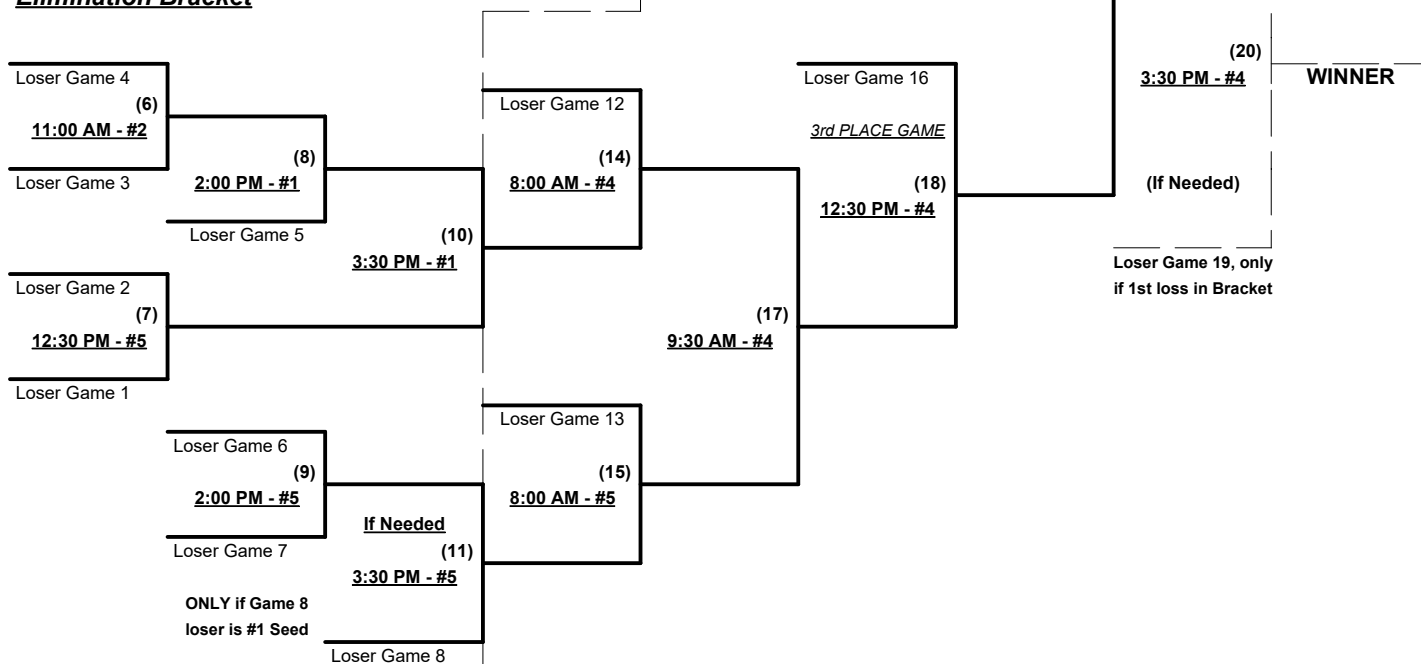 Elimination Bracket
Loser Game 4
(6)
11:00 AM - #2
Loser Game 3
(8)
2:00 PM - #1
Loser Game 5
Loser Game 2
(7)
12:30 PM - #5
Loser Game 1
(10)
3:30 PM - #1
Loser Game 6
(9)
2:00 PM - #5
Loser Game 7
If Needed
(11)
3:30 PM - #5
ONLY if Game 8
loser is #1 Seed
Loser Game 8
Loser Game 12
(14)
8:00 AM - #4
Loser Game 13
(15)
8:00 AM - #5
(17)
9:30 AM - #4
Loser Game 16
3rd PLACE GAME
(18)
12:30 PM - #4
(20)
3:30 PM - #4
WINNER
(If Needed)
Loser Game 19, only
if 1st loss in Bracket